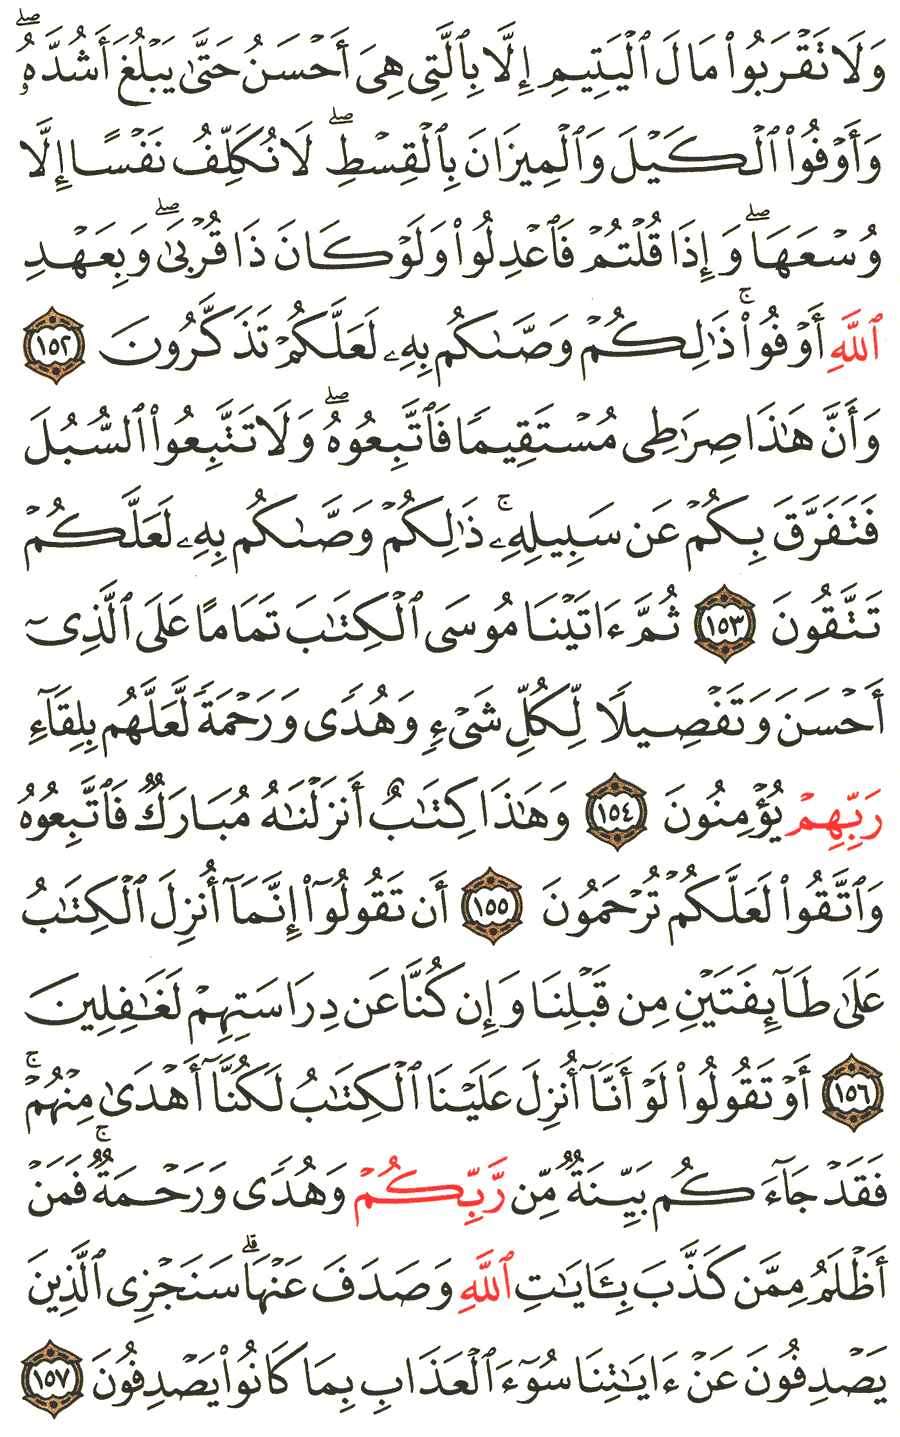 وَلَا تَقۡرَبُواْ مَالَ ٱلۡيَتِيمِ إِلَّا بِٱلَّتِي هِيَ أَحۡسَنُ حَتَّىٰ يَبۡلُغَ أَشُدَّهُۥۖ
وَأَوۡفُواْ ٱلۡكَيۡلَ وَٱلۡمِيزَانَ بِٱلۡقِسۡطِۖ لَا نُكَلِّفُ نَفۡسًا إِلَّا
وُسۡعَهَاۖ وَإِذَا قُلۡتُمۡ فَٱعۡدِلُواْ وَلَوۡ كَانَ ذَا قُرۡبَىٰۖ وَبِعَهۡدِ
ٱللَّهِ أَوۡفُواْۚ ذَٰلِكُمۡ وَصَّىٰكُم بِهِۦ لَعَلَّكُمۡ تَذَكَّرُونَ ١٥٢
وَأَنَّ هَٰذَا صِرَٰطِي مُسۡتَقِيمٗا فَٱتَّبِعُوهُۖ وَلَا تَتَّبِعُواْ ٱلسُّبُلَ
فَتَفَرَّقَ بِكُمۡ عَن سَبِيلِهِۦۚ ذَٰلِكُمۡ وَصَّىٰكُم بِهِۦ لَعَلَّكُمۡ
تَتَّقُونَ ١٥٣ ثُمَّ ءَاتَيۡنَا مُوسَى ٱلۡكِتَٰبَ تَمَامًا عَلَى ٱلَّذِيٓ
أَحۡسَنَ وَتَفۡصِيلٗا لِّكُلِّ شَيۡءٖ وَهُدٗى وَرَحۡمَةٗ لَّعَلَّهُم بِلِقَآءِ
رَبِّهِمۡ يُؤۡمِنُونَ ١٥٤ وَهَٰذَا كِتَٰبٌ أَنزَلۡنَٰهُ مُبَارَكٞ فَٱتَّبِعُوهُ
وَٱتَّقُواْ لَعَلَّكُمۡ تُرۡحَمُونَ ١٥٥ أَن تَقُولُوٓاْ إِنَّمَآ أُنزِلَ ٱلۡكِتَٰبُ
عَلَىٰ طَآئِفَتَيۡنِ مِن قَبۡلِنَا وَإِن كُنَّا عَن دِرَاسَتِهِمۡ لَغَٰفِلِينَ
١٥٦ أَوۡ تَقُولُواْ لَوۡ أَنَّآ أُنزِلَ عَلَيۡنَا ٱلۡكِتَٰبُ لَكُنَّآ أَهۡدَىٰ مِنۡهُمۡۚ
فَقَدۡ جَآءَكُم بَيِّنَةٞ مِّن رَّبِّكُمۡ وَهُدٗى وَرَحۡمَةٞۚ فَمَنۡ
أَظۡلَمُ مِمَّن كَذَّبَ بِـَٔايَٰتِ ٱللَّهِ وَصَدَفَ عَنۡهَاۗ سَنَجۡزِي ٱلَّذِينَ
يَصۡدِفُونَ عَنۡ ءَايَٰتِنَا سُوٓءَ ٱلۡعَذَابِ بِمَا كَانُواْ يَصۡدِفُونَ ١٥٧